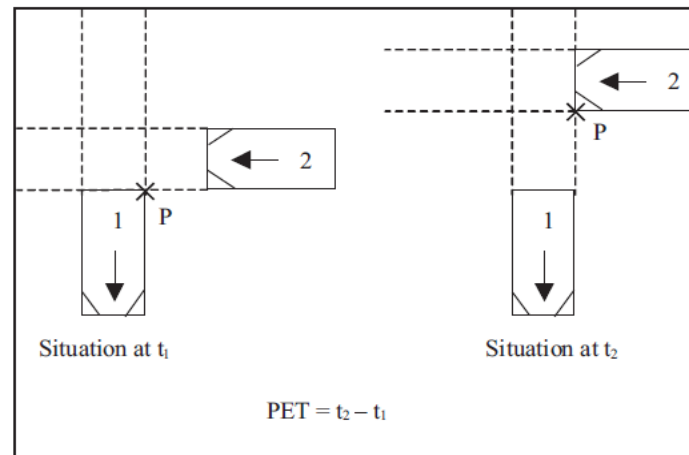 2
P
1
2
P
1
Situation at t₁
Situation at t₂
PET = t₂ – t₁